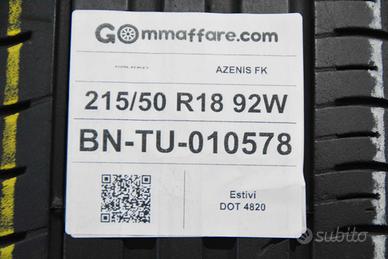 GOmmaffare.com
AZENIS FK
215/50 R18 92W
BN-TU-010578
Estivi
DOT 4820
subito